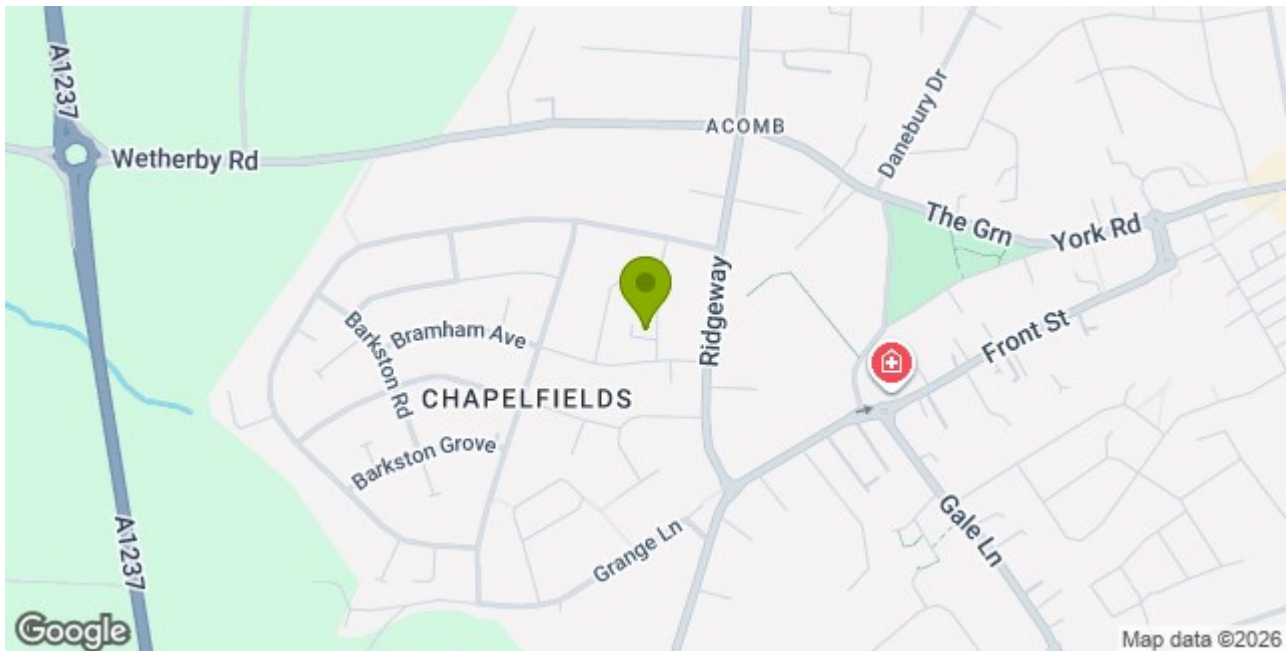 A1237
Wetherby Rd
ACOMB
Danebury Dr
The Grn
York Rd
Ridgeway
Barkston Rd
Bramham Ave
Front St
CHAPELFIELDS
Barkston Grove
A1237
Grange Ln
Gale Ln
Google
Map data ©2026